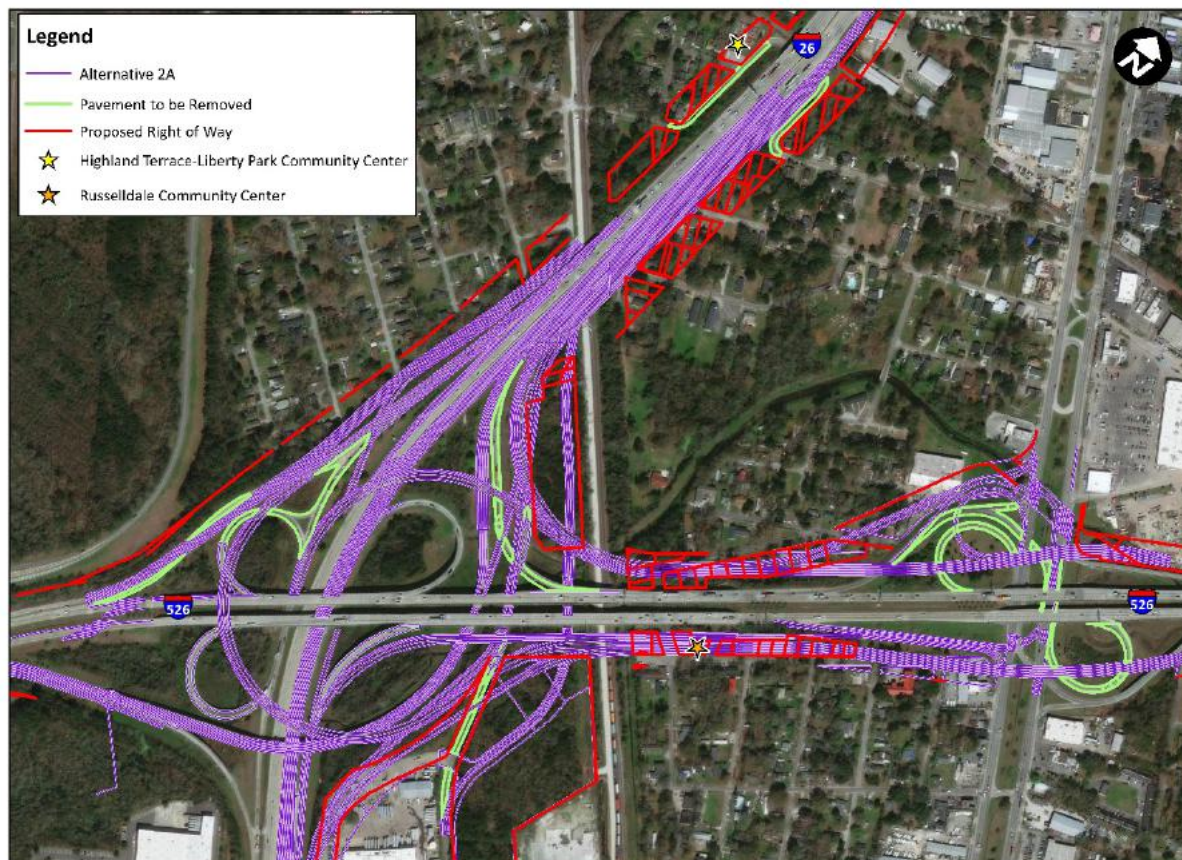 Legend
Alternative 2A
Pavement to be Removed
Proposed Right of Way
Highland Terrace-Liberty Park Community Center
Russelldale Community Center
26
N
526
526